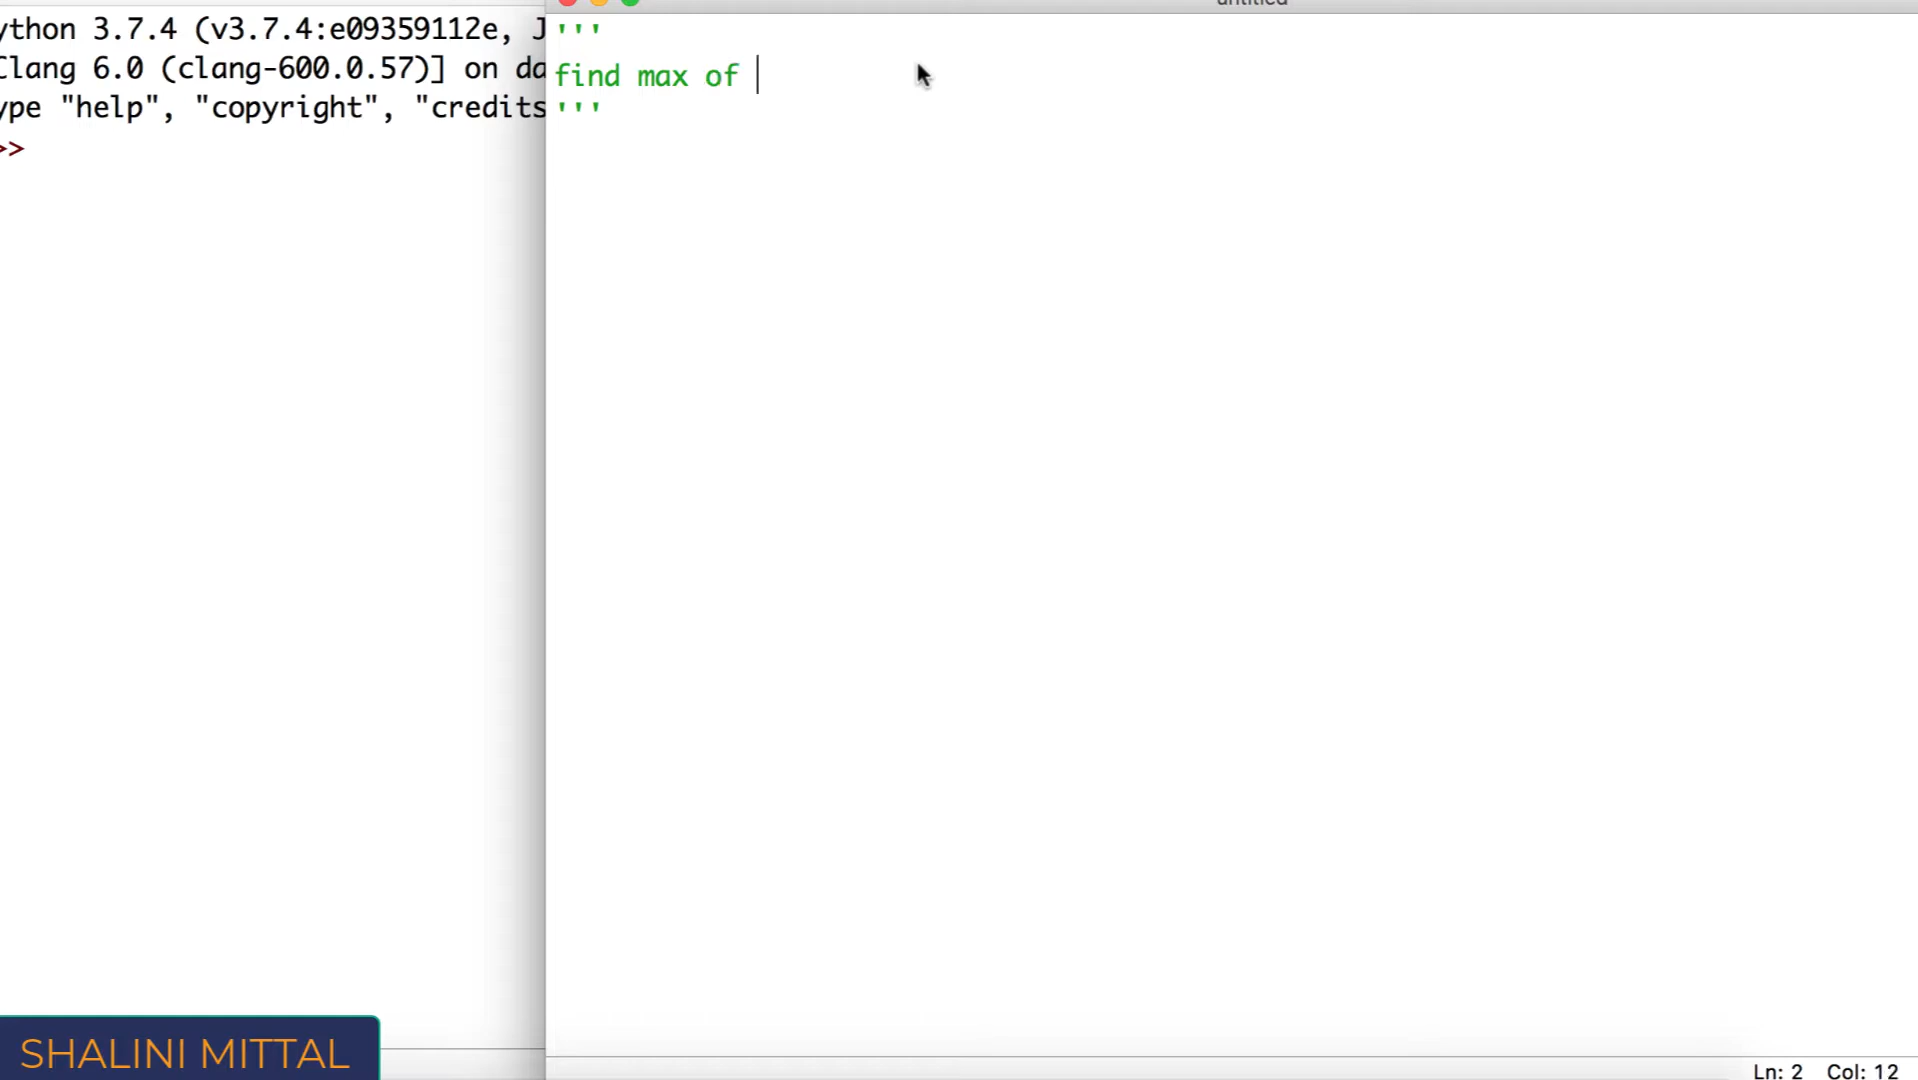 ython 3.7.4 (v3.7.4:e09359112e, J
Clang 6.0 (clang-600.0.57)] on da
ype "help", "copyright", "credits
>>
untitled
'''
find max of
'''
SHALINI MITTAL
Ln: 2 Col: 12